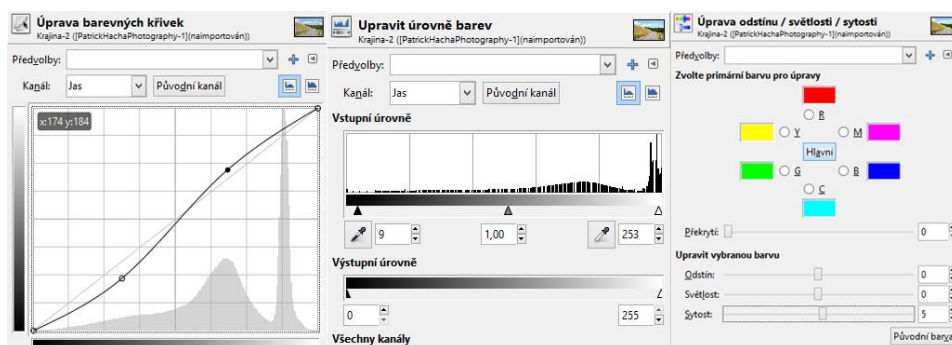 Úprava barevných křivek
Krajina-2 ([PatrickHachaPhotography-1](naimportován))
Předvolby:
Kanál: Jas Původní kanál
x:174 y:184
Upravit úrovně barev
Krajina-2 ([PatrickHachaPhotography-1](naimportován))
Předvolby:
Kanál: Jas Původní kanál
Vstupní úrovně
9 1,00 253
Výstupní úrovně
0 255
Všechny kanály
Úprava odstínu / světlosti / sytosti
Krajina-2 ([PatrickHachaPhotography-1](naimportován))
Předvolby:
Zvolte primární barvu pro úpravy
R
Y M
Hlavní
G B
C
Překrytí: 0
Upravit vybranou barvu
Odstín: 0
Světlost: 0
Sytost: 5
Původní barva